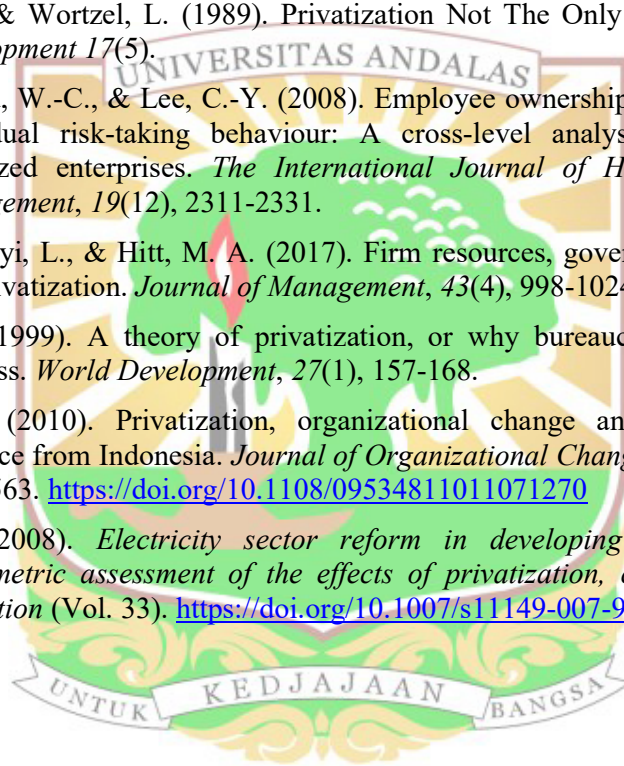 & Wortzel, L. (1989). Privatization Not The Only
opment 17(5).
UNIVERSITAS ANDALAS
, W.-C., & Lee, C.-Y. (2008). Employee ownership
dual risk-taking behaviour: A cross-level analys
zed enterprises. The International Journal of H
gement, 19(12), 2311-2331.
yi, L., & Hitt, M. A. (2017). Firm resources, gover
ivatization. Journal of Management, 43(4), 998-1024
1999). A theory of privatization, or why bureauc
ss. World Development, 27(1), 157-168.
(2010). Privatization, organizational change an
ce from Indonesia. Journal of Organizational Chang
563. https://doi.org/10.1108/09534811011071270
2008). Electricity sector reform in developing
metric assessment of the effects of privatization,
tion (Vol. 33). https://doi.org/10.1007/s11149-007-9
UNTUK KEDJAJAAN BANGSA